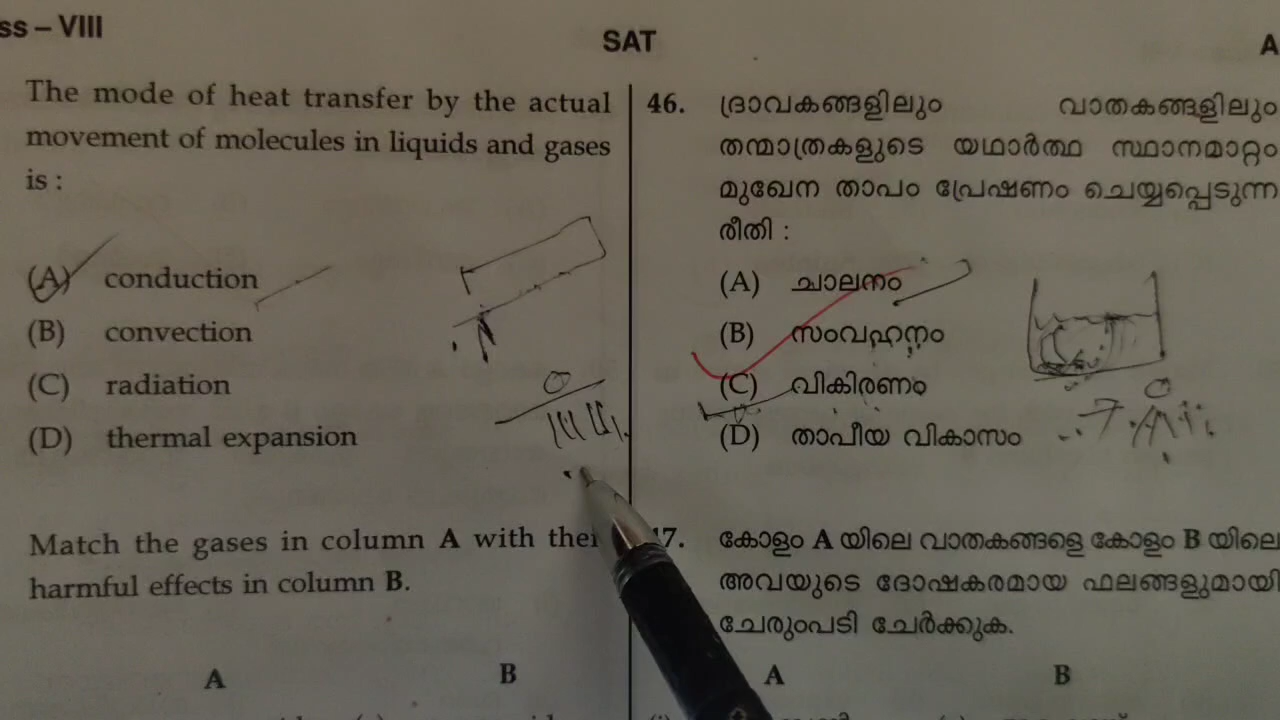 ss – VIII
SAT
A
The mode of heat transfer by the actual
movement of molecules in liquids and gases
is :
(A) conduction
(B) convection
(C) radiation
(D) thermal expansion
Match the gases in column A with
harmful effects in column B.
A B
46. ദ്രാവകങ്ങളിലും വാതകങ്ങളിലും
തന്മാത്രകളുടെ യഥാർത്ഥ സ്ഥാനമാറ്റം
മുഖേന താപം പ്രേഷണം ചെയ്യപ്പെടുന്ന
രീതി :
(A) ചാലനം
(B) സംവഹനം
(C) വികിരണം
(D) താപീയ വികാസം
47. കോളം A യിലെ വാതകങ്ങളെ കോളം B യിലെ
അവയുടെ ദോഷകരമായ ഫലങ്ങളുമായി
ചേരുംപടി ചേർക്കുക.
A B